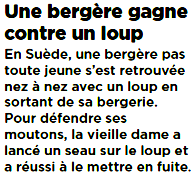 Une bergère gagne
contre un loup
En Suède, une bergère pas
toute jeune s'est retrouvée
nez à nez avec un loup en
sortant de sa bergerie.
Pour défendre ses
moutons, la vieille dame a
lancé un seau sur le loup et
a réussi à le mettre en fuite.